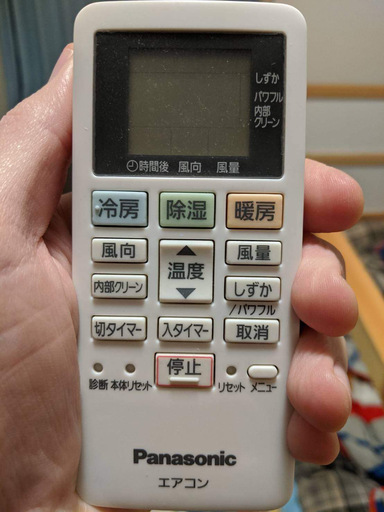 しずか
パワフル
内部
クリーン
時間後 風向 風量
冷房 除湿 暖房
風向 温度 風量
内部クリーン しずか
/パワフル
切タイマー 入タイマー 取消
停止
診断 本体リセット リセット メニュー
Panasonic
エアコン